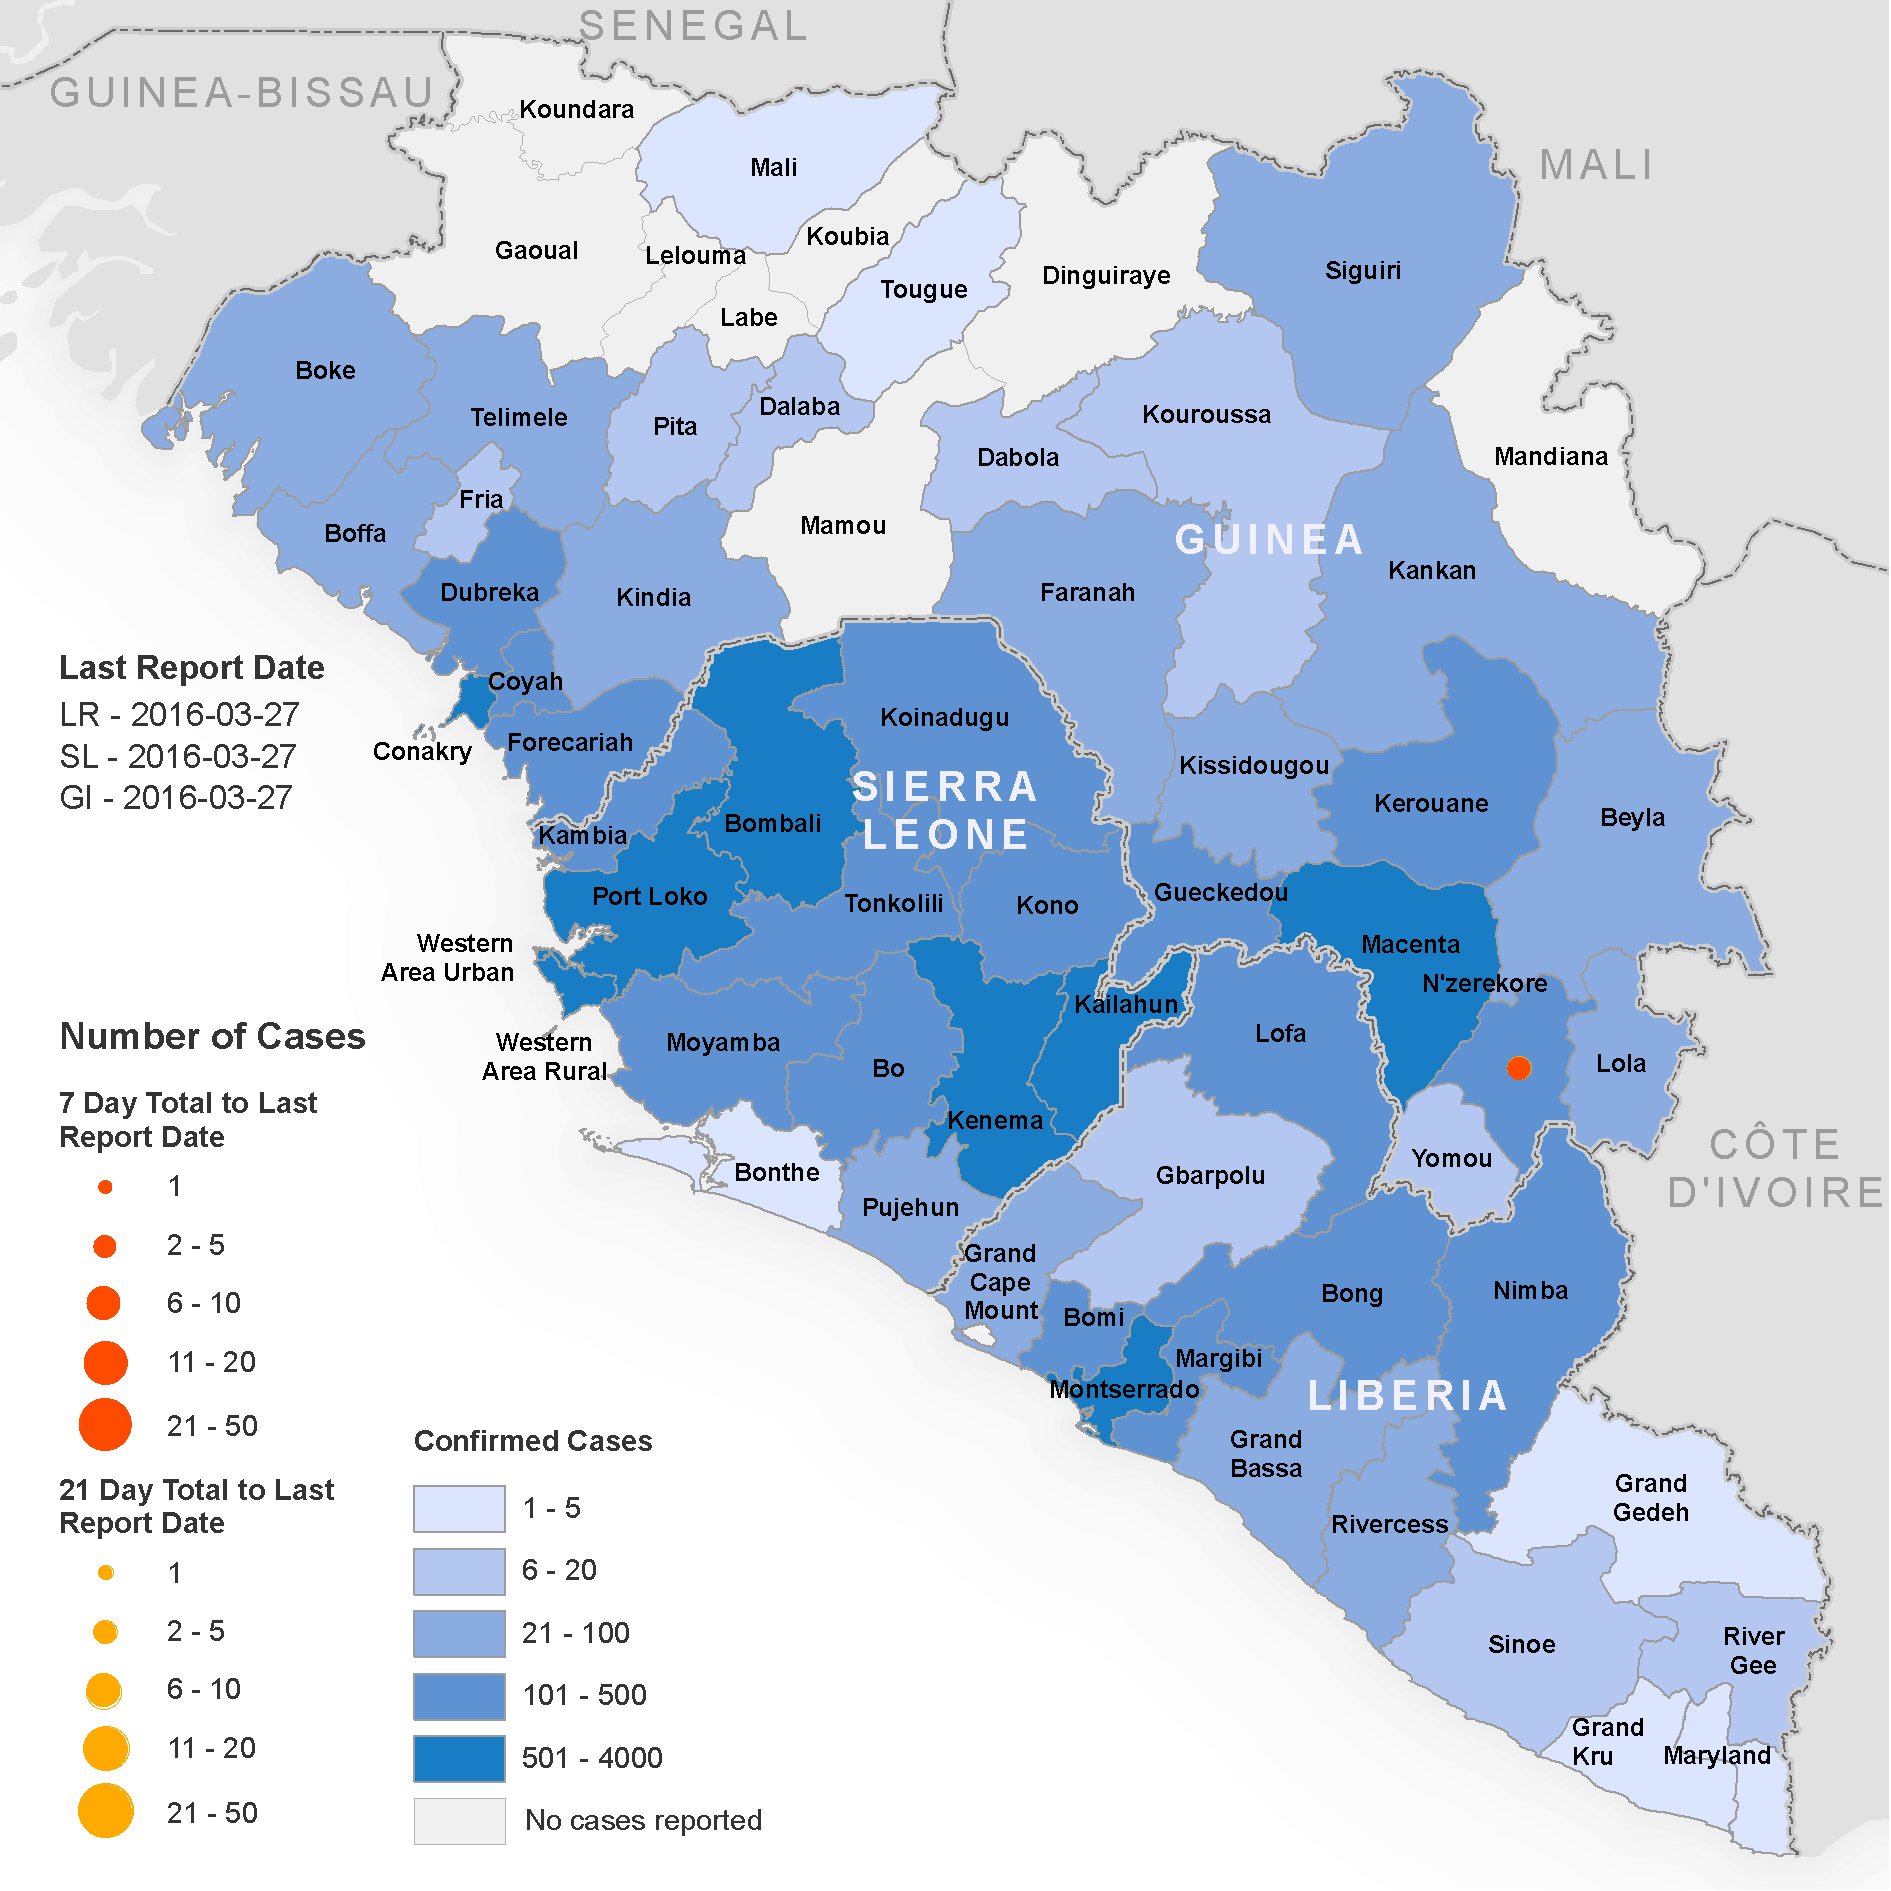 SENEGAL
GUINEA-BISSAU
Koundara
MALI
Mali
Koubia
Gaoual
Lelouma
Siguiri
Dinguiraye
Tougue
Labe
Boke
Dalaba
Kouroussa
Telimele
Pita
Dabola
Mandiana
Fria
Mamou
Boffa
GUINEA
Kankan
Dubreka
Faranah
Kindia
Last Report Date
LR - 2016-03-27
SL - 2016-03-27
GI - 2016-03-27
Coyah
Koinadugu
Forecariah
Conakry
Kissidougou
SIERRA
LEONE
Kerouane
Beyla
Bombali
Kambia
Gueckedou
Port Loko
Tonkolili
Kono
Western
Area Urban
Macenta
N'zerekore
Kailahun
Lofa
Western
Area Rural
Moyamba
Bo
Lola
Kenema
CÔTE
D'IVOIRE
Yomou
Bonthe
Gbarpolu
Pujehun
Grand
Cape
Mount
Bong
Nimba
Bomi
Margibi
Montserrado
LIBERIA
Grand
Bassa
Grand
Gedeh
Rivercess
Sinoe
River
Gee
Grand
Kru
Maryland
Number of Cases
7 Day Total to Last
Report Date
1
2 - 5
6 - 10
11 - 20
21 - 50
21 Day Total to Last
Report Date
1
2 - 5
6 - 10
11 - 20
21 - 50
Confirmed Cases
1 - 5
6 - 20
21 - 100
101 - 500
501 - 4000
No cases reported